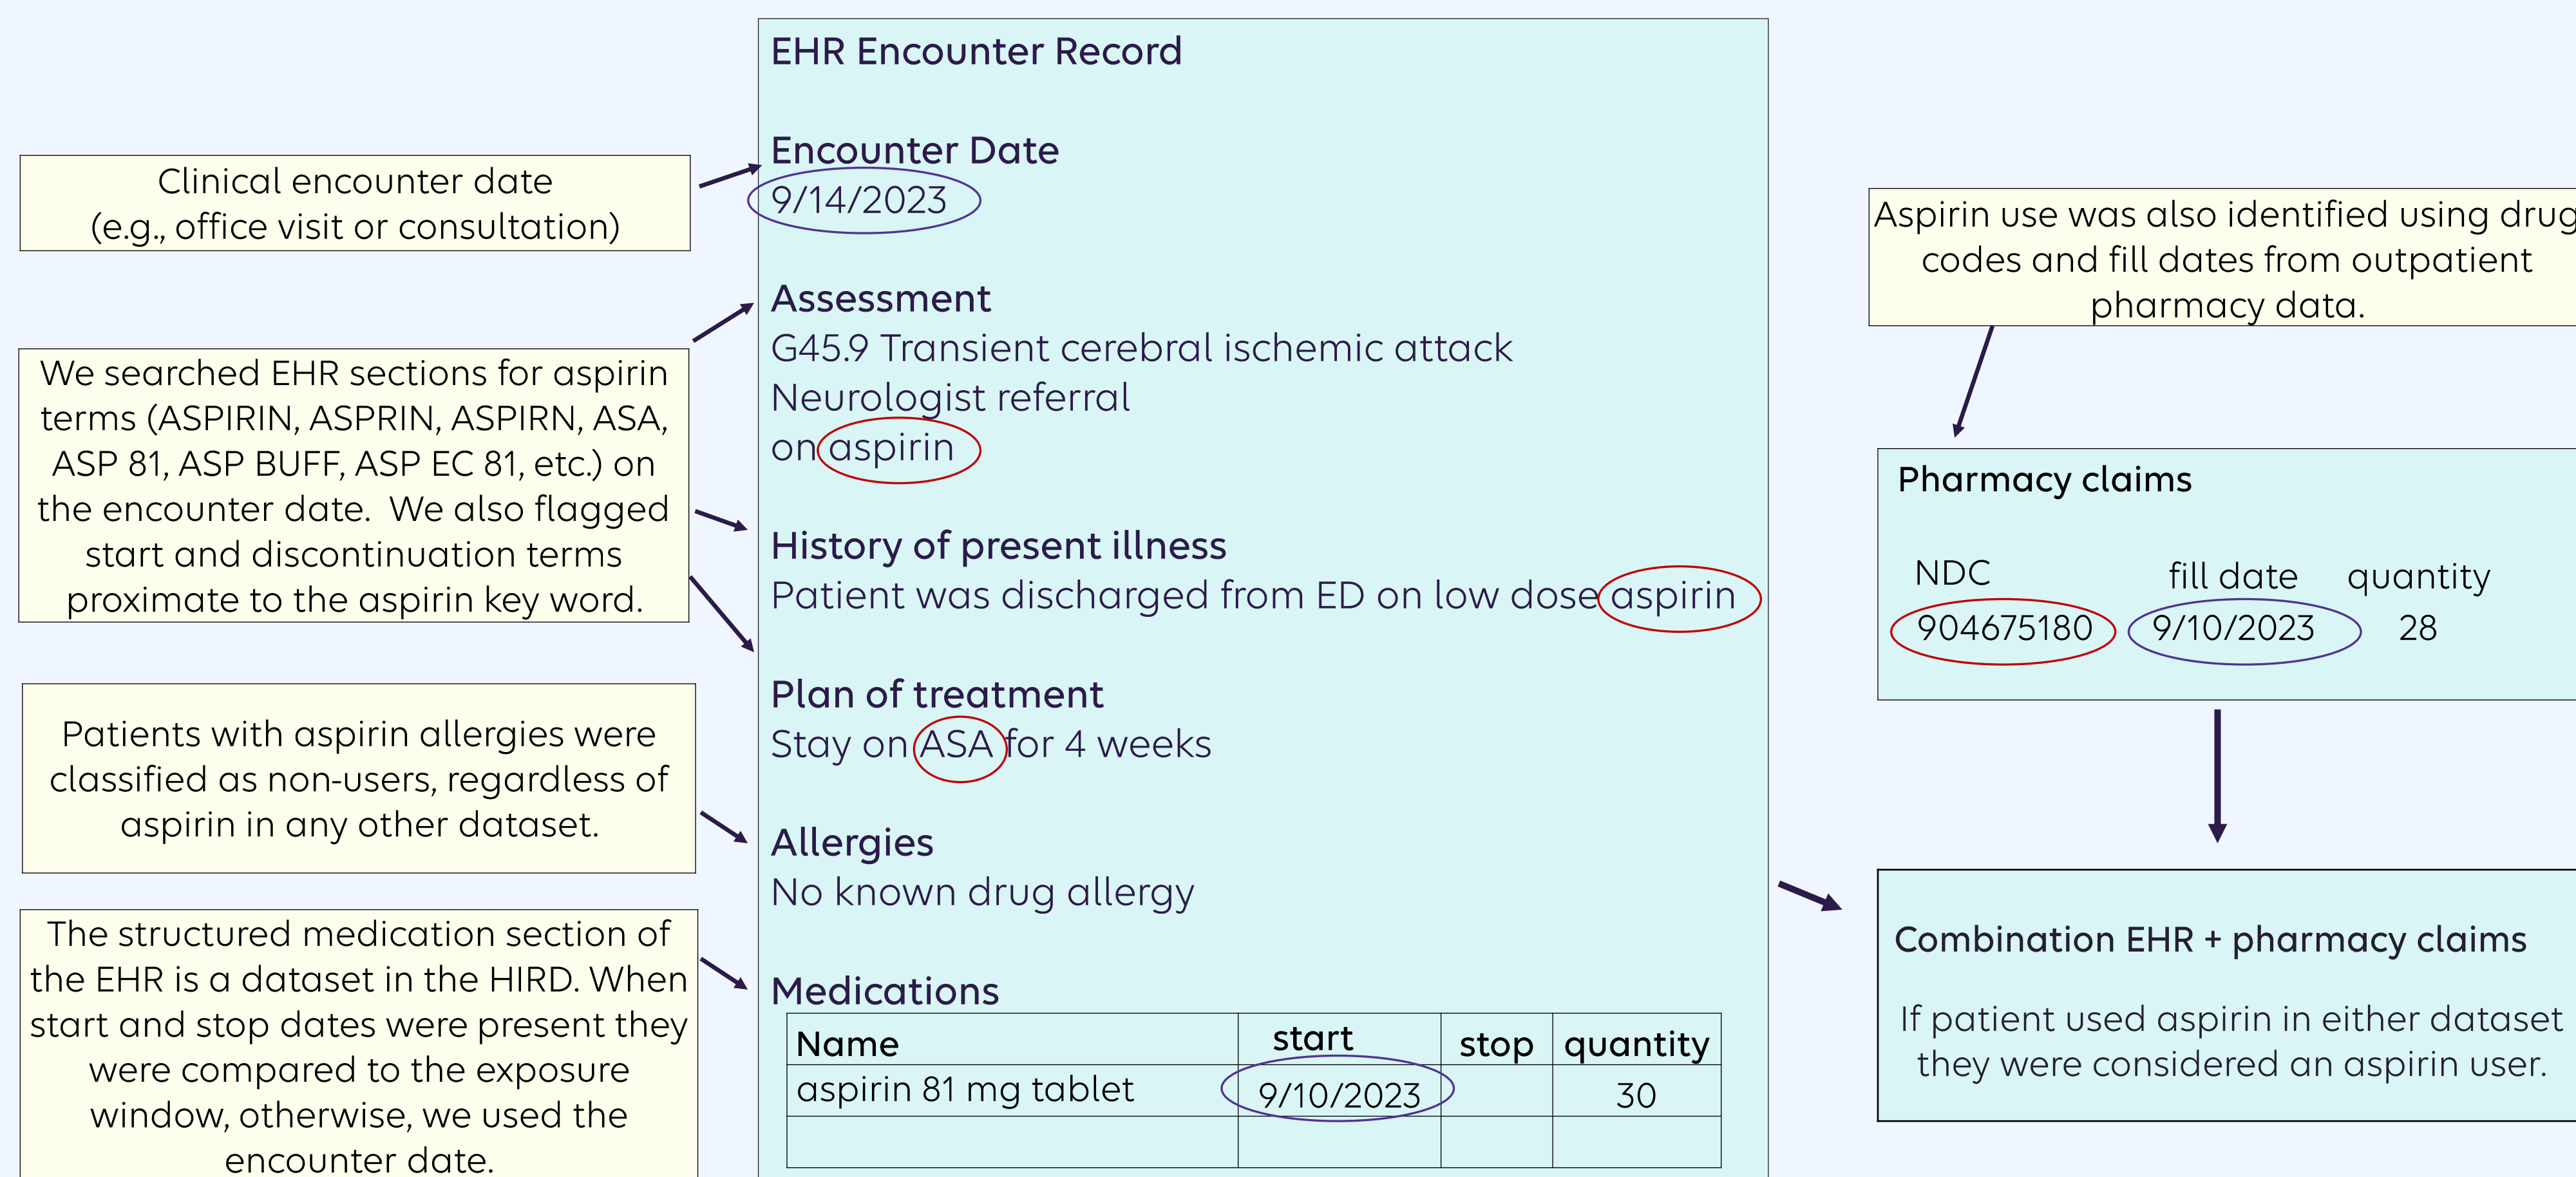 EHR Encounter Record
Encounter Date
9/14/2023
Assessment
G45.9 Transient cerebral ischemic attack
Neurologist referral
on aspirin
History of present illness
Patient was discharged from ED on low dose aspirin
Plan of treatment
Stay on ASA for 4 weeks
Allergies
No known drug allergy
Medications
Name start stop quantity
aspirin 81 mg tablet 9/10/2023 30
Clinical encounter date
(e.g., office visit or consultation)
We searched EHR sections for aspirin
terms (ASPIRIN, ASPRIN, ASPIRN, ASA,
ASP 81, ASP BUFF, ASP EC 81, etc.) on
the encounter date.  We also flagged
start and discontinuation terms
proximate to the aspirin key word.
Patients with aspirin allergies were
classified as non-users, regardless of
aspirin in any other dataset.
The structured medication section of
the EHR is a dataset in the HIRD. When
start and stop dates were present they
were compared to the exposure
window, otherwise, we used the
encounter date.
Aspirin use was also identified using drug
codes and fill dates from outpatient
pharmacy data.
Pharmacy claims
NDC fill date quantity
904675180 9/10/2023 28
Combination EHR + pharmacy claims
If patient used aspirin in either dataset
they were considered an aspirin user.